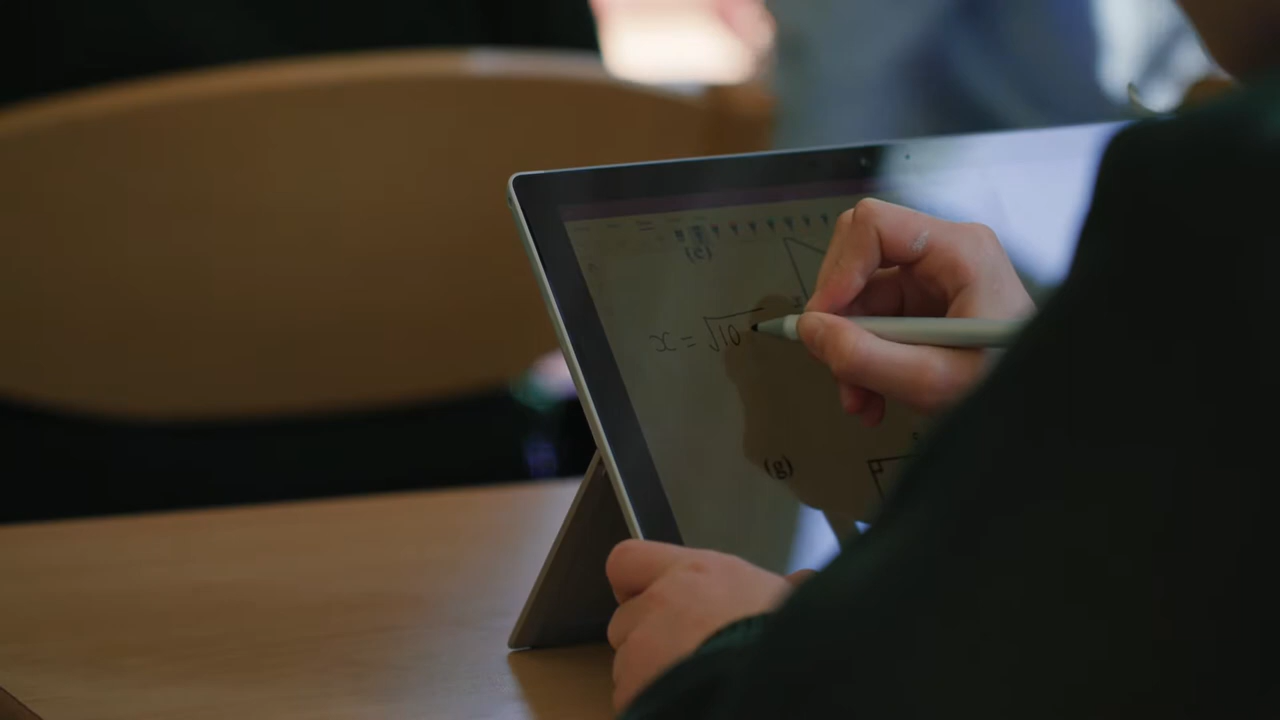 (e)
x = √10
(g)